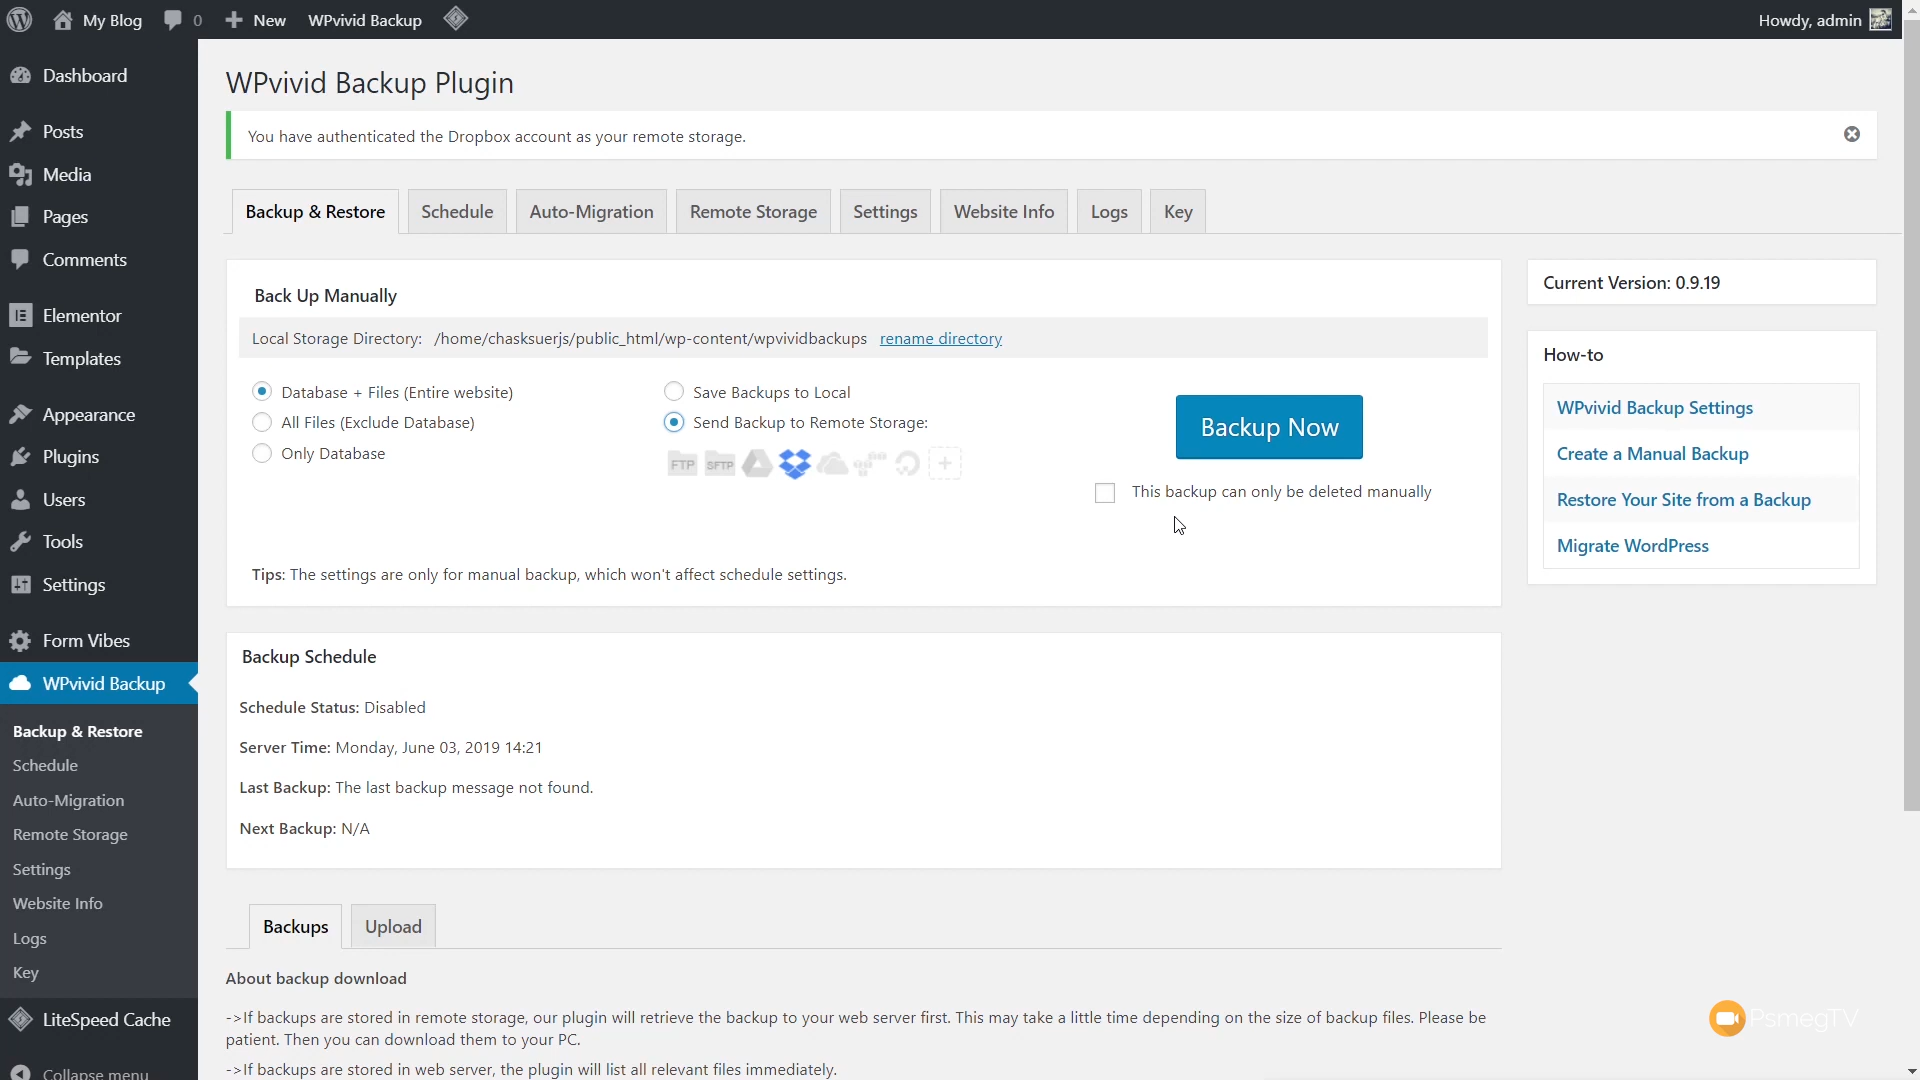 My Blog
0
New
WPvivid Backup
Howdy, admin
Dashboard
Posts
Media
Pages
Comments
Elementor
Templates
Appearance
Plugins
Users
Tools
Settings
Form Vibes
WPvivid Backup
Backup & Restore
Schedule
Auto-Migration
Remote Storage
Settings
Website Info
Logs
Key
LiteSpeed Cache
Collapse menu
WPvivid Backup Plugin
You have authenticated the Dropbox account as your remote storage.
Backup & Restore
Schedule
Auto-Migration
Remote Storage
Settings
Website Info
Logs
Key
Back Up Manually
Local Storage Directory: /home/chasksuerjs/public_html/wp-content/wpvividbackups rename directory
Database + Files (Entire website)
All Files (Exclude Database)
Only Database
Save Backups to Local
Send Backup to Remote Storage:
FTP
SFTP
Backup Now
This backup can only be deleted manually
Tips: The settings are only for manual backup, which won't affect schedule settings.
Backup Schedule
Schedule Status: Disabled
Server Time: Monday, June 03, 2019 14:21
Last Backup: The last backup message not found.
Next Backup: N/A
Backups
Upload
About backup download
->If backups are stored in remote storage, our plugin will retrieve the backup to your web server first. This may take a little time depending on the size of backup files. Please be
patient. Then you can download them to your PC.
->If backups are stored in web server, the plugin will list all relevant files immediately.
Current Version: 0.9.19
How-to
WPvivid Backup Settings
Create a Manual Backup
Restore Your Site from a Backup
Migrate WordPress
PsmegTV